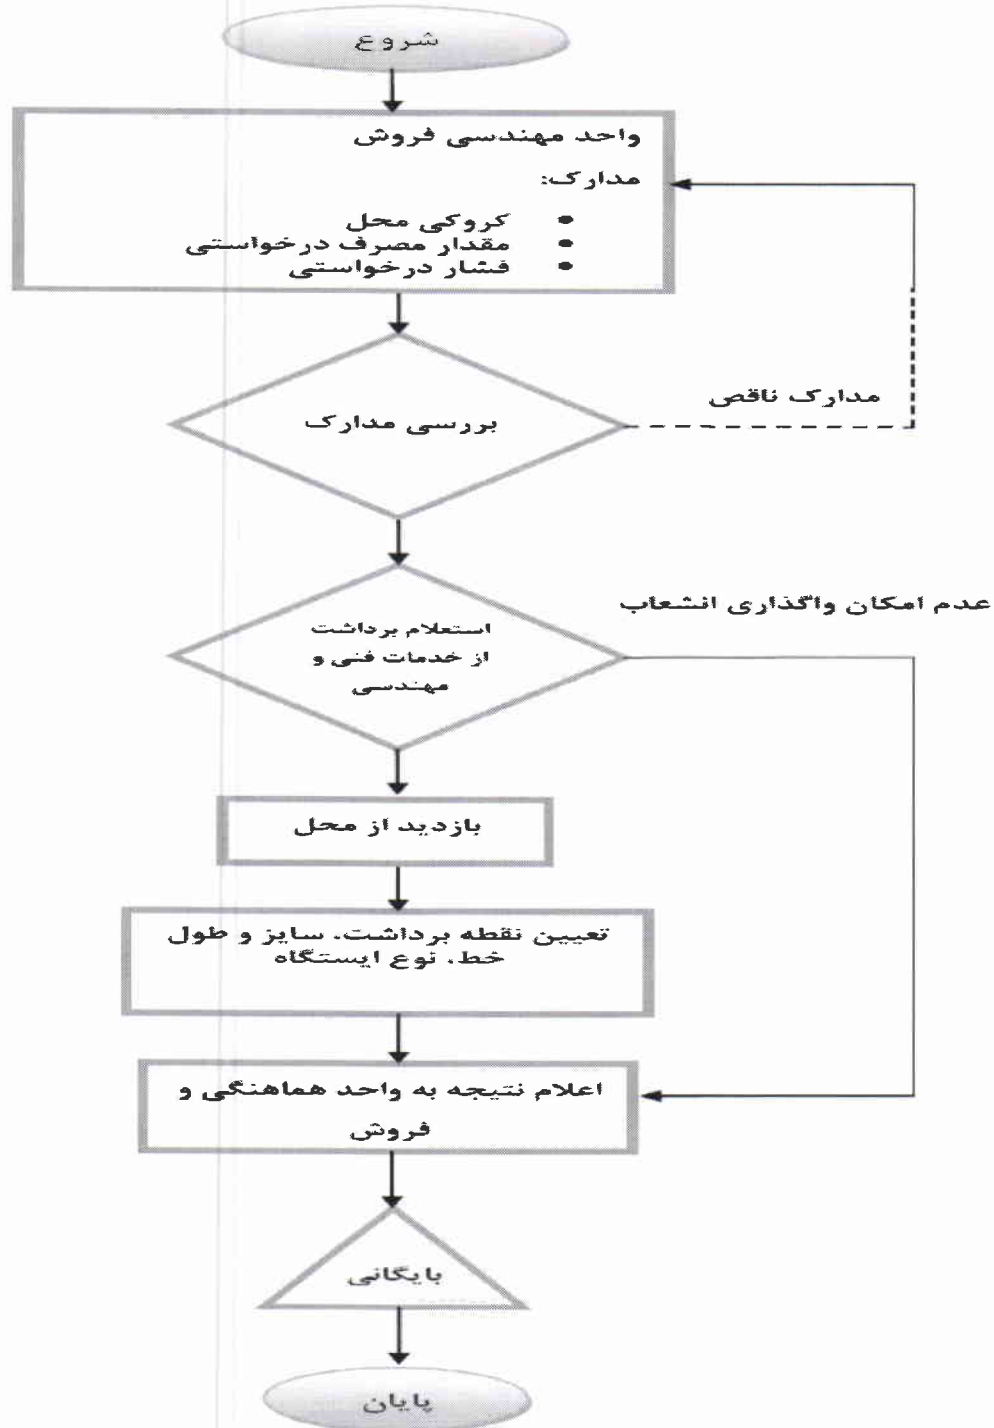 شروع
واحد مهندسی فروش
مدارک:
• کروکی محل
• مقدار مصرف درخواستی
• فشار درخواستی
بررسی مدارک
مدارک ناقص
استعلام برداشت
از خدمات فنی و
مهندسی
عدم امکان واگذاری انشعاب
بازدید از محل
تعیین نقطه برداشت، سایز و طول
خط، نوع ایستگاه
اعلام نتیجه به واحد هماهنگی و
فروش
بایگانی
پایان